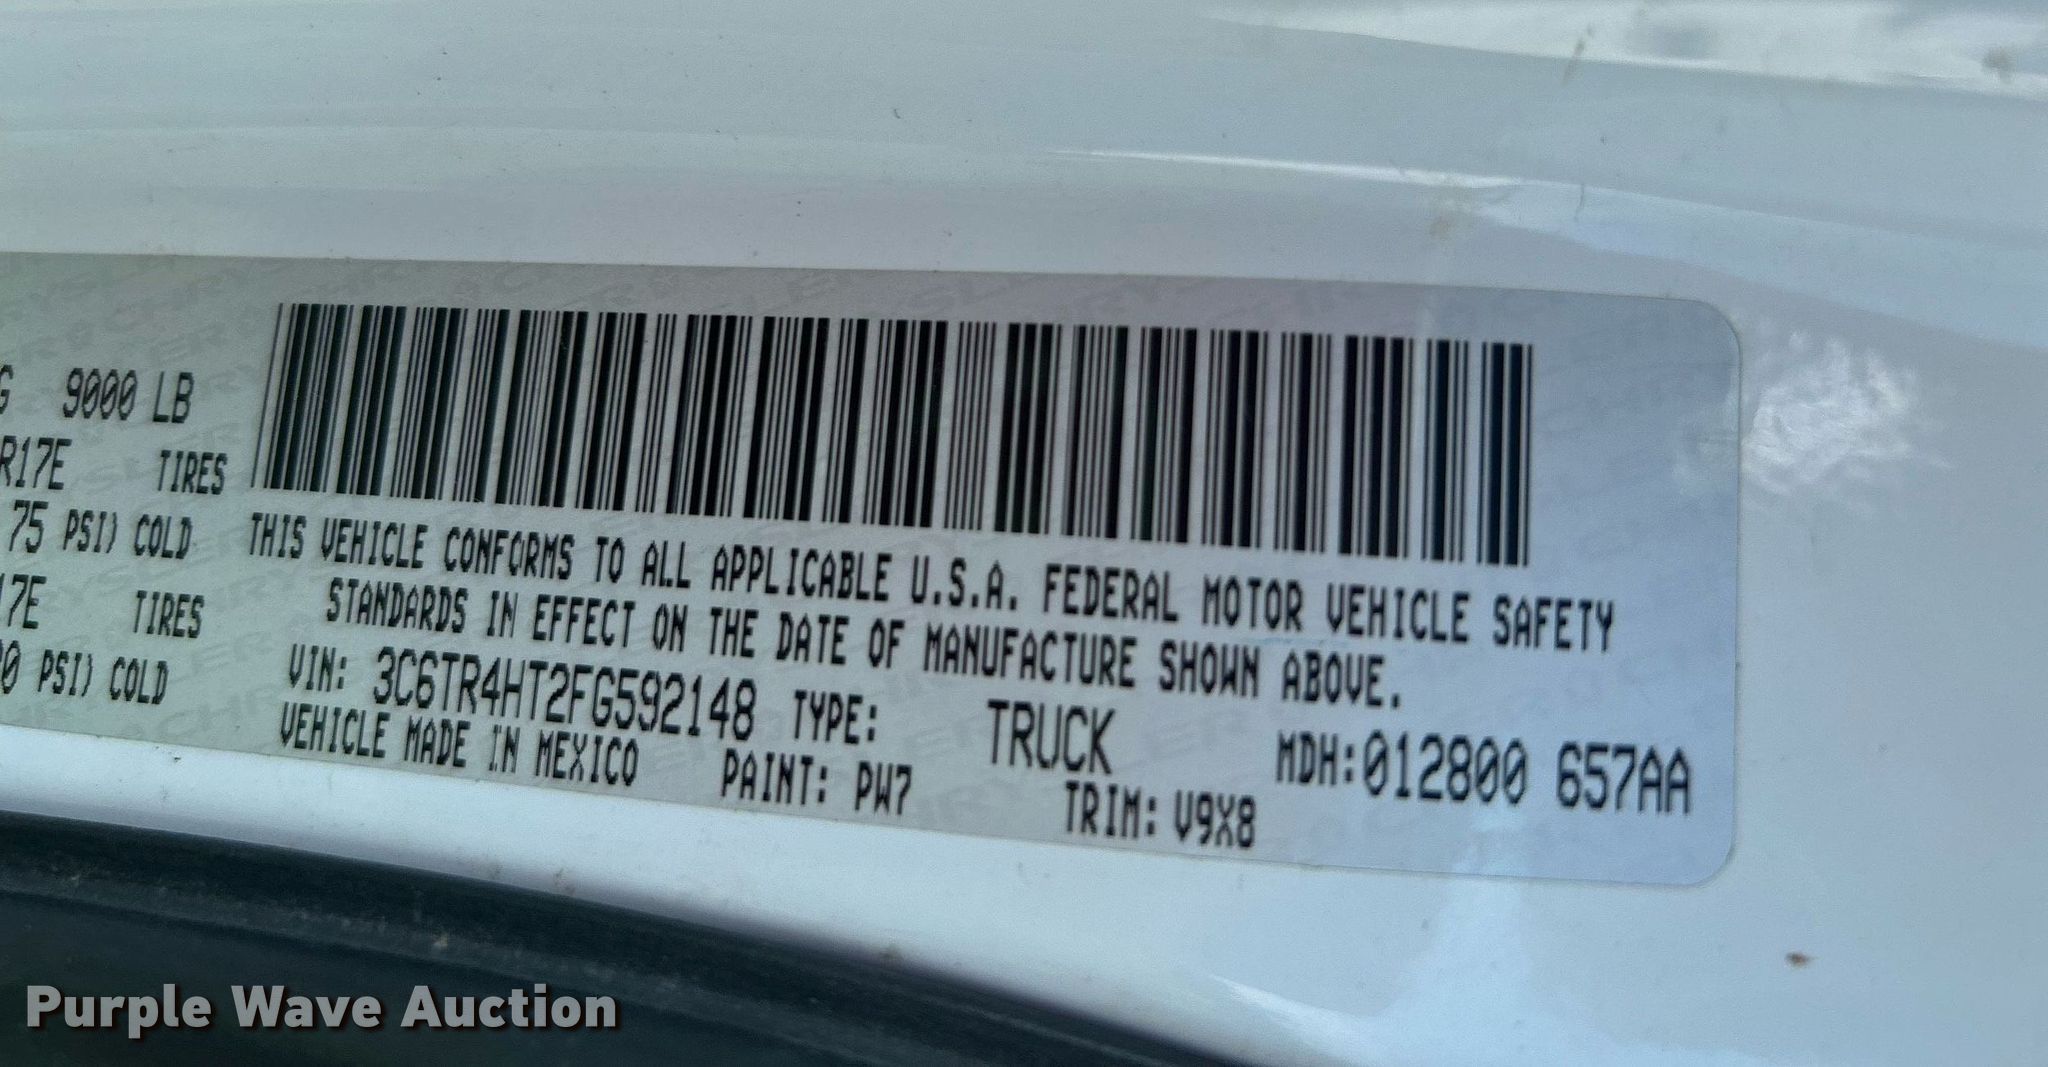 G 9000 LB
R17E TIRES
75 PSI) COLD
17E TIRES
0 PSI) COLD
THIS VEHICLE CONFORMS TO ALL APPLICABLE U.S.A. FEDERAL MOTOR VEHICLE SAFETY
STANDARDS IN EFFECT ON THE DATE OF MANUFACTURE SHOWN ABOVE.
VIN: 3C6TR4HT2FG592148 TYPE: TRUCK MDH:012800 657AA
VEHICLE MADE IN MEXICO PAINT: PW7 TRIM: V9X8
Purple Wave Auction